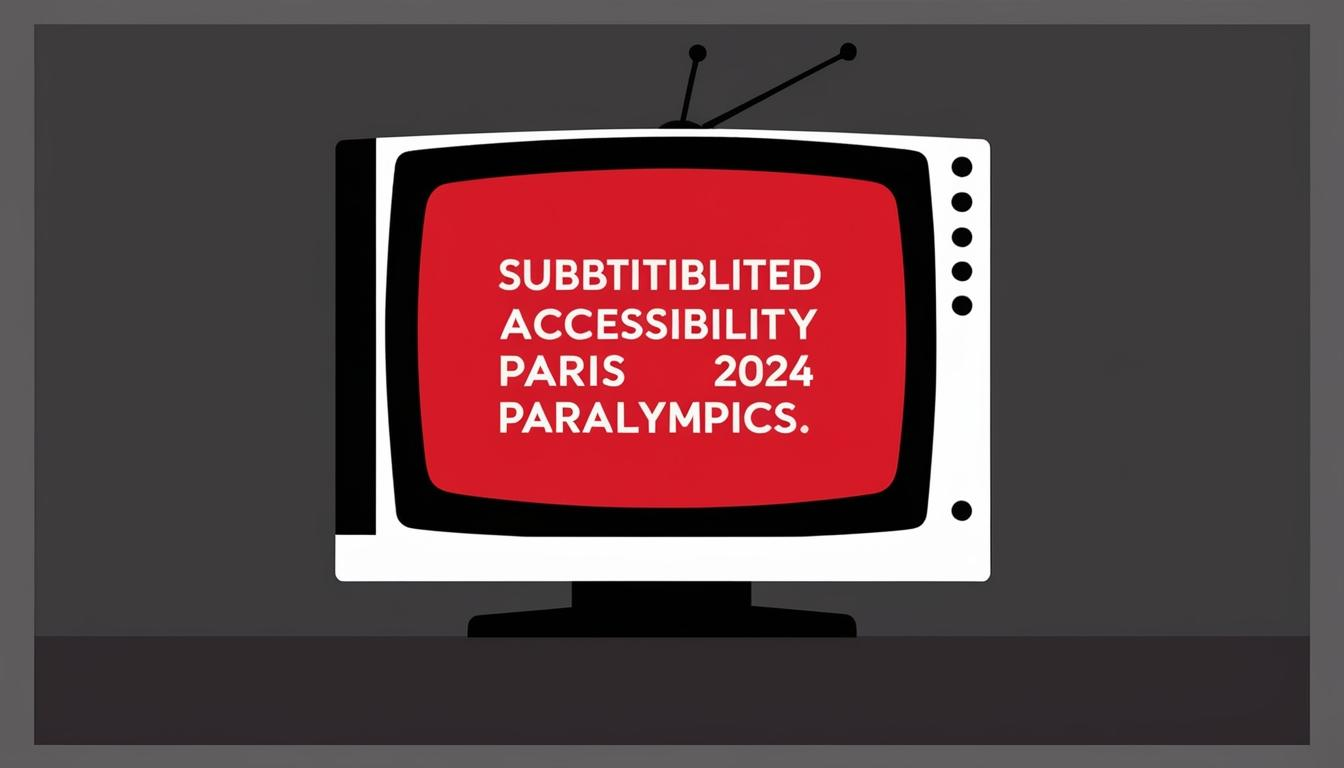 SUBBTITIBLITED
ACCESSIBILITY
PARIS 2024
PARALYMPICS.